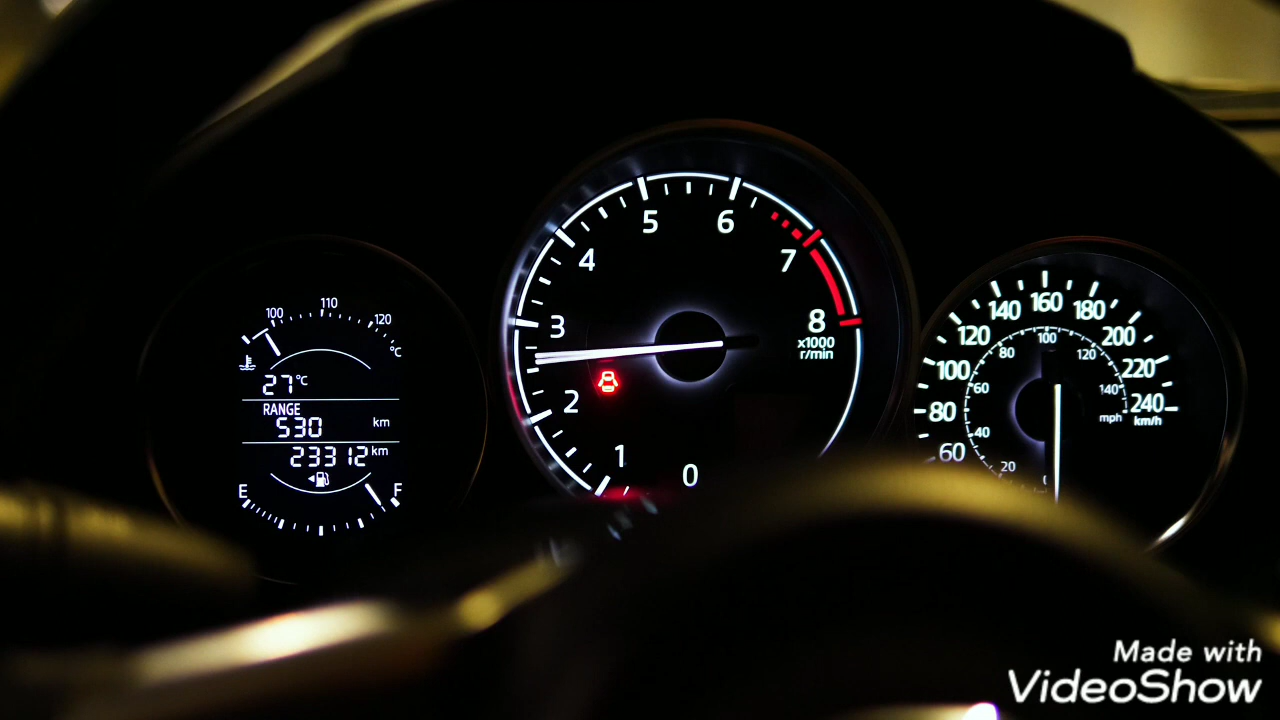 100 110 120
°C
27°C
RANGE
530 km
23312 km
E F
0 1 2 3 4 5 6 7 8
x1000
r/min
60 80 100 120 140 160 180 200 220 240
km/h
20 40 60 80 100 120 140
mph
Made with
VideoShow